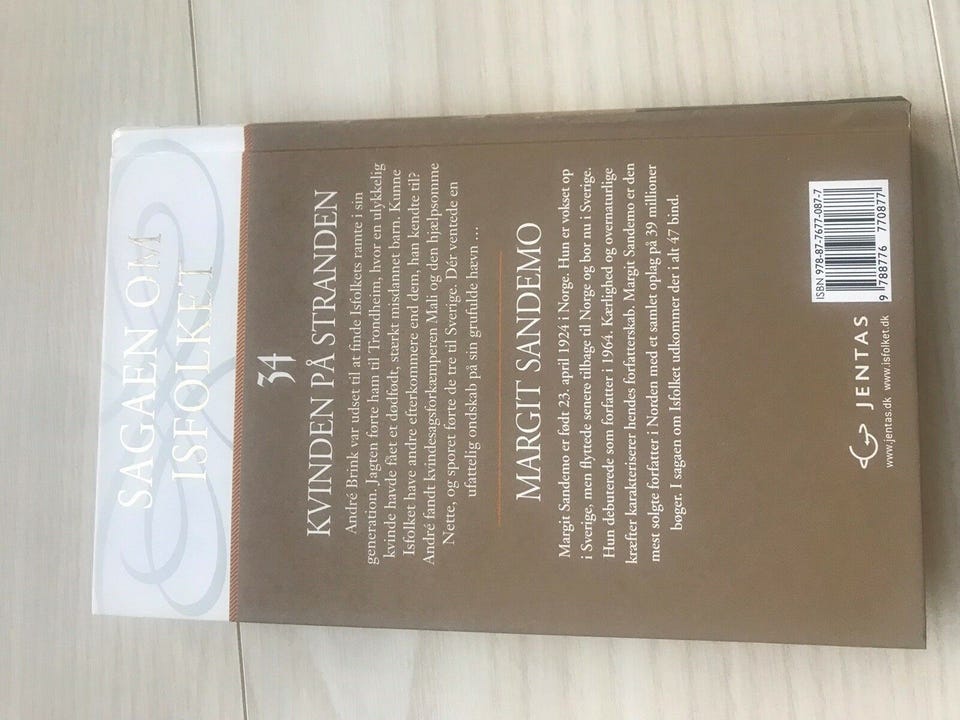 SAGAEN OM
ISFOLKET
34
KVINDEN PÅ STRANDEN
André Brink var udset til at finde Isfolkets ramte i sin
generation. Jagten førte ham til Trondheim, hvor en ulykkelig
kvinde havde fået et dødfødt, stærkt misdannet barn. Kunne
Isfolket have andre efterkommere end dem, han kendte til?
André fandt kvindesagsforkæmperen Mali og den hjælpsomme
Nette, og sporet førte de tre til Sverige. Dér ventede en
ufattelig ondskab på sin grufulde hævn ...
MARGIT SANDEMO
Margit Sandemo er født 23. april 1924 i Norge. Hun er vokset op
i Sverige, men flyttede senere tilbage til Norge og bor nu i Sverige.
Hun debuterede som forfatter i 1964. Kærlighed og overnaturlige
kræfter karakteriserer hendes forfatterskab. Margit Sandemo er den
mest solgte forfatter i Norden med et samlet oplag på 39 millioner
bøger. I sagaen om Isfolket udkommer der i alt 47 bind.
JENTAS
www.jentas.dk www.isfolket.dk
ISBN 978-87-7677-087-7
9 788776 770877